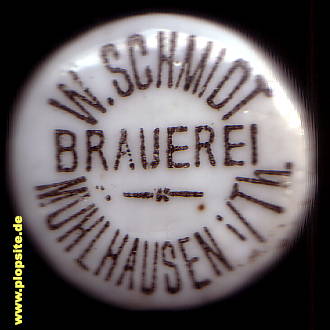 W. SCHMIDT
BRAUEREI
K
MÜHLHAUSEN i/TH.
www.plopsite.de